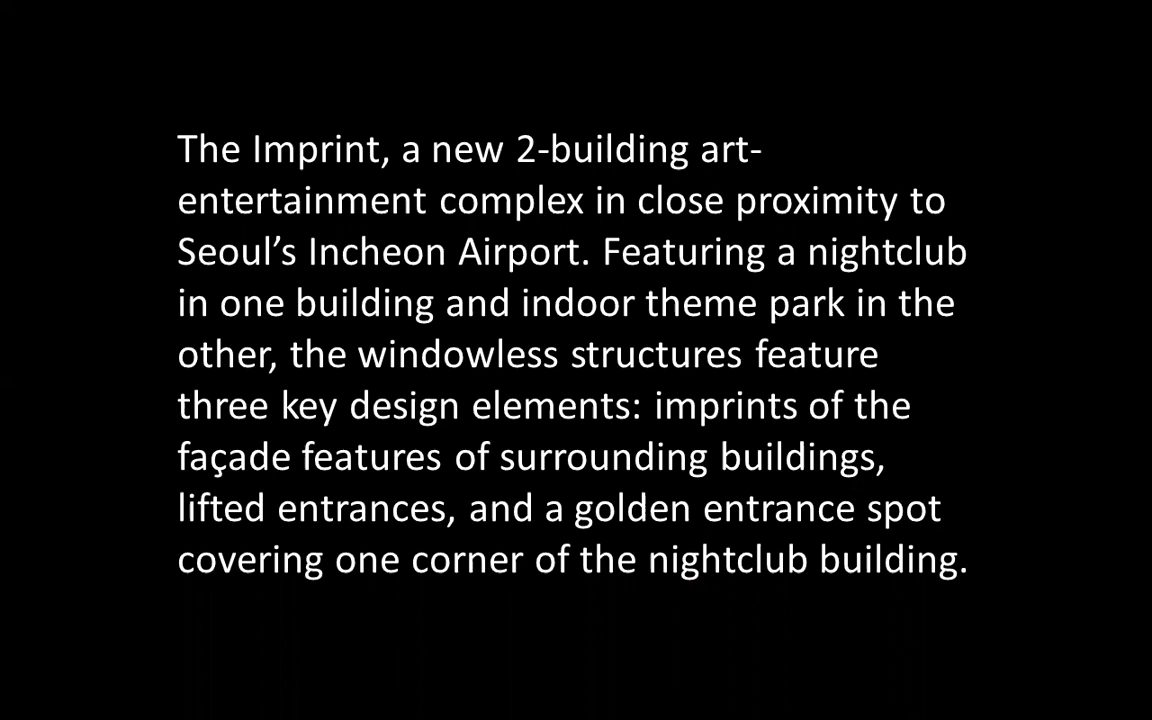 The Imprint, a new 2-building art-
entertainment complex in close proximity to
Seoul’s Incheon Airport. Featuring a nightclub
in one building and indoor theme park in the
other, the windowless structures feature
three key design elements: imprints of the
façade features of surrounding buildings,
lifted entrances, and a golden entrance spot
covering one corner of the nightclub building.